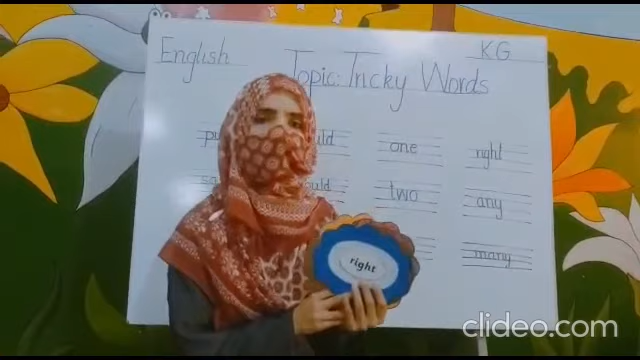 English
KG
Topic: Tricky Words
one
right
two
any
many
right
clideo.com